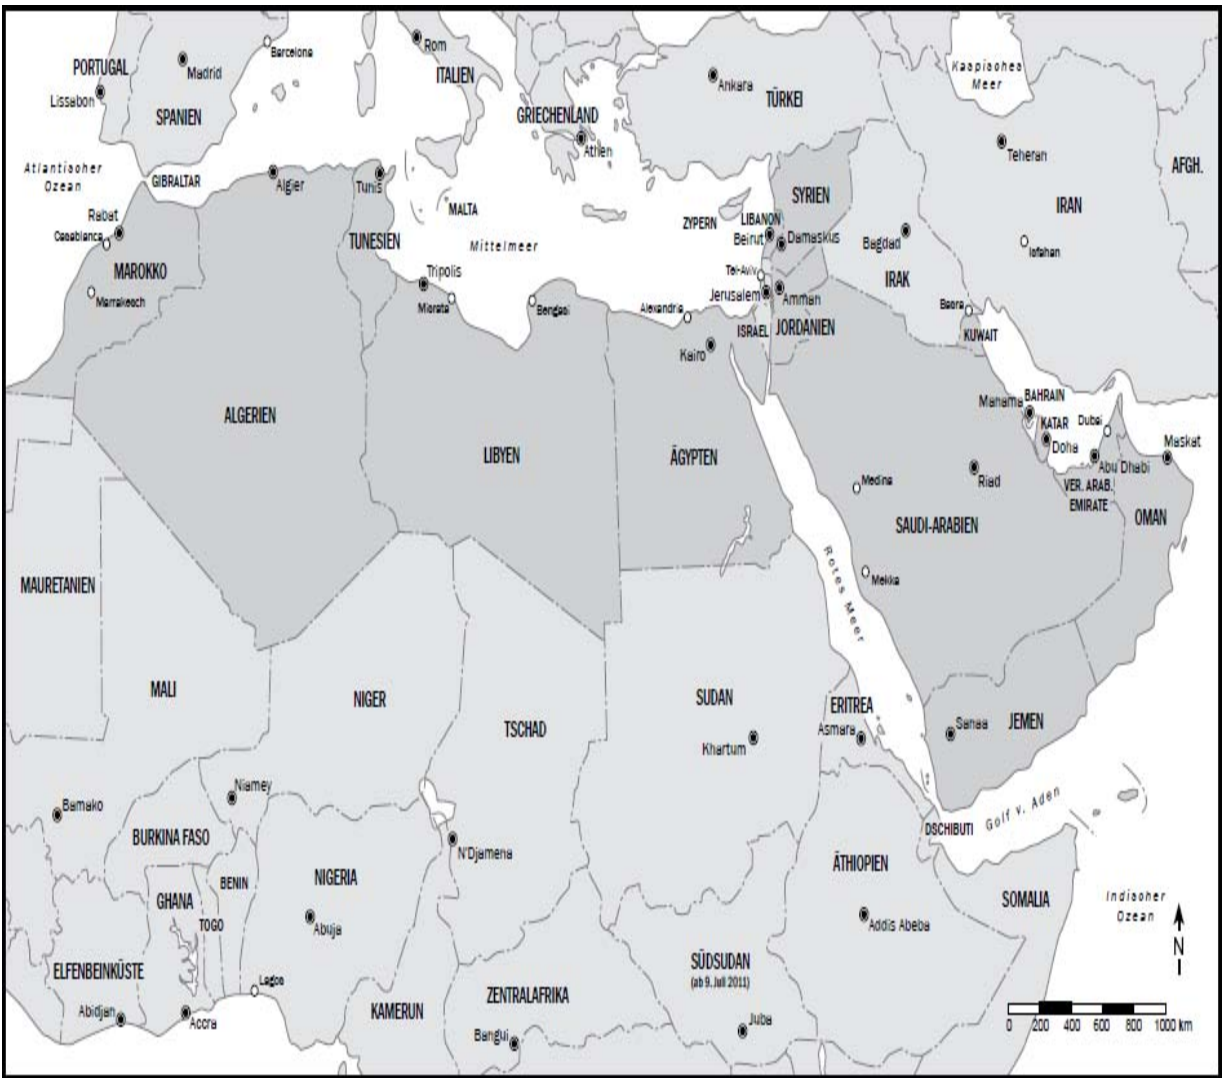 Barcelona
Rom
Madrid
PORTUGAL
Lissabon
SPANIEN
ITALIEN
GRIECHENLAND
Athen
Ankara
TÜRKEI
Kaspisches
Meer
Teheran
AFGH.
Atlantischer
Ozean
GIBRALTAR
Algier
Tunis
MALTA
Mittelmeer
ZYPERN
LIBANON
SYRIEN
Beirut
Damaskus
Bagdad
IRAK
IRAN
Isfahan
Rabat
Casablanca
MAROKKO
Marrakesch
TUNESIEN
Tripolis
Misrata
Bengasi
Alexandria
Tel-Aviv
Jerusalem
Amman
ISRAEL
JORDANIEN
Kairo
Basra
KUWAIT
ALGERIEN
LIBYEN
ÄGYPTEN
Manama
BAHRAIN
KATAR
Doha
Dubai
Abu Dhabi
Maskat
VER. ARAB.
EMIRATE
OMAN
Medina
Riad
SAUDI-ARABIEN
Mekka
Rotes Meer
MAURETANIEN
MALI
NIGER
TSCHAD
SUDAN
Khartum
ERITREA
Asmara
Sanaa
JEMEN
Golf v. Aden
DSCHIBUTI
Bamako
Niamey
BURKINA FASO
N'Djamena
BENIN
GHANA
TOGO
NIGERIA
Abuja
ÄTHIOPIEN
Addis Abeba
SOMALIA
Indischer
Ozean
N
ELFENBEINKÜSTE
Abidjan
Accra
Lagos
KAMERUN
ZENTRALAFRIKA
Bangui
SÜDSUDAN
(ab 9. Juli 2011)
Juba
0 200 400 600 800 1000 km